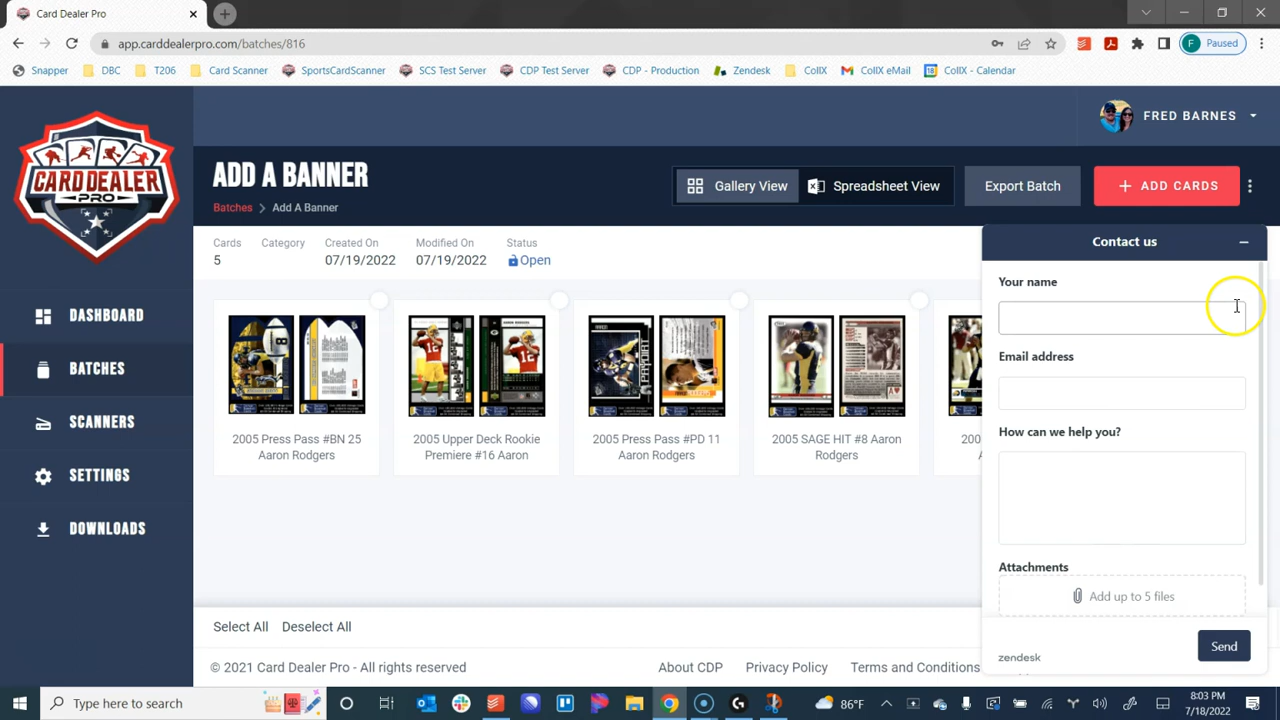 Card Dealer Pro
app.carddealerpro.com/batches/816
F Paused
Snapper DBC T206 Card Scanner SportsCardScanner SCS Test Server CDP Test Server CDP - Production Zendesk CollX CollX eMail CollX - Calendar
CARD DEALER
PRO
FRED BARNES
ADD A BANNER
Batches > Add A Banner
Gallery View
Spreadsheet View
Export Batch
+ ADD CARDS
Cards Category Created On Modified On Status
5 07/19/2022 07/19/2022 Open
DASHBOARD
BATCHES
SCANNERS
SETTINGS
DOWNLOADS
2005 Press Pass #BN 25
Aaron Rodgers
2005 Upper Deck Rookie
Premiere #16 Aaron
2005 Press Pass #PD 11
Aaron Rodgers
2005 SAGE HIT #8 Aaron
Rodgers
Contact us
Your name
Email address
How can we help you?
Attachments
Add up to 5 files
zendesk
Send
Select All Deselect All
© 2021 Card Dealer Pro - All rights reserved
About CDP Privacy Policy Terms and Conditions
Type here to search
86°F
8:03 PM
7/18/2022